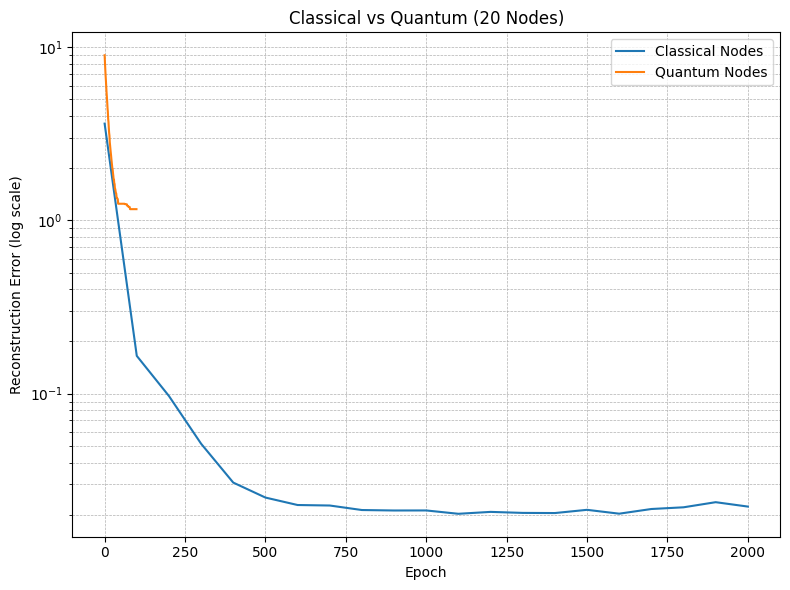 Classical vs Quantum (20 Nodes)
Classical Nodes
Quantum Nodes
Reconstruction Error (log scale)
10¹
10⁰
10⁻¹
0 250 500 750 1000 1250 1500 1750 2000
Epoch